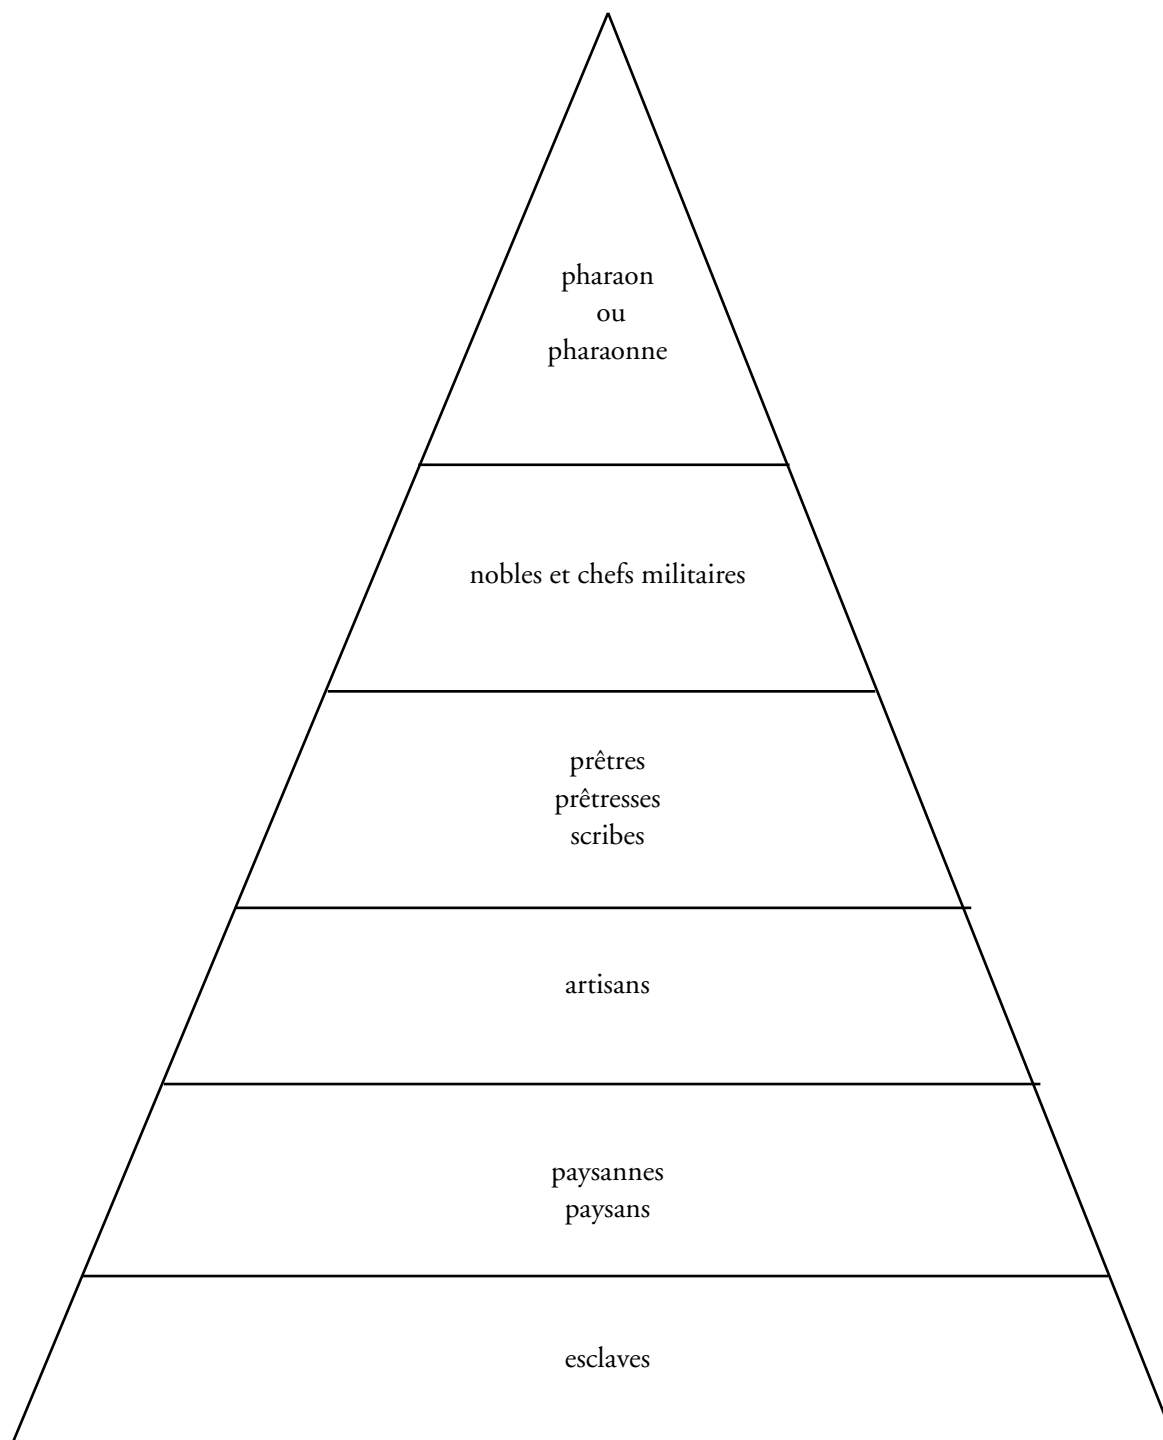 pharaon
ou
pharaonne
nobles et chefs militaires
prêtres
prêtresses
scribes
artisans
paysannes
paysans
esclaves